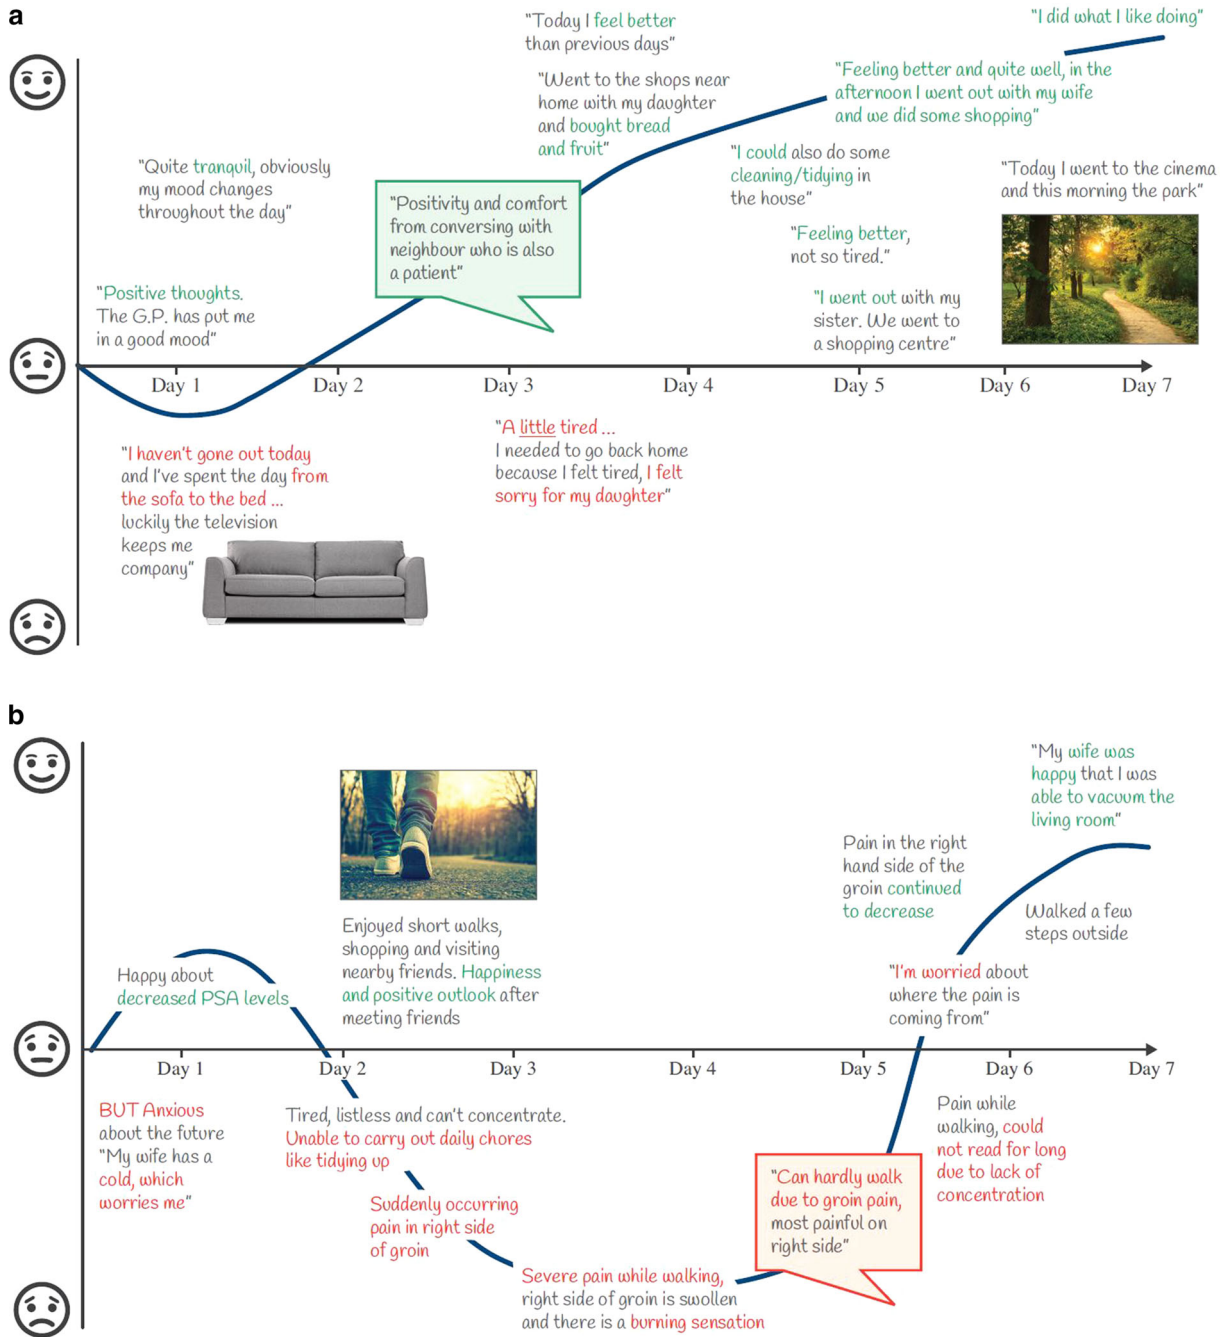 a
"Today I feel better
than previous days"
"I did what I like doing"
"Went to the shops near
home with my daughter
and bought bread
and fruit"
"Feeling better and quite well, in the
afternoon I went out with my wife
and we did some shopping"
"Quite tranquil, obviously
my mood changes
throughout the day"
"I could also do some
cleaning/tidying in
the house"
"Today I went to the cinema
and this morning the park"
"Positivity and comfort
from conversing with
neighbour who is also
a patient"
"Feeling better,
not so tired."
"Positive thoughts.
The G.P. has put me
in a good mood"
"I went out with my
sister. We went to
a shopping centre"
Day 1
Day 2
Day 3
Day 4
Day 5
Day 6
Day 7
"I haven't gone out today
and I've spent the day from
the sofa to the bed ...
luckily the television
keeps me
company"
"A little tired ...
I needed to go back home
because I felt tired, I felt
sorry for my daughter"
b
"My wife was
happy that I was
able to vacuum the
living room"
Pain in the right
hand side of the
groin continued
to decrease
Enjoyed short walks,
shopping and visiting
nearby friends. Happiness
and positive outlook after
meeting friends
Walked a few
steps outside
Happy about
decreased PSA levels
"I'm worried about
where the pain is
coming from"
Day 1
Day 2
Day 3
Day 4
Day 5
Day 6
Day 7
BUT Anxious
about the future
"My wife has a
cold, which
worries me"
Tired, listless and can't concentrate.
Unable to carry out daily chores
like tidying up
Pain while
walking, could
not read for long
due to lack of
concentration
Suddenly occurring
pain in right side
of groin
"Can hardly walk
due to groin pain,
most painful on
right side"
Severe pain while walking,
right side of groin is swollen
and there is a burning sensation